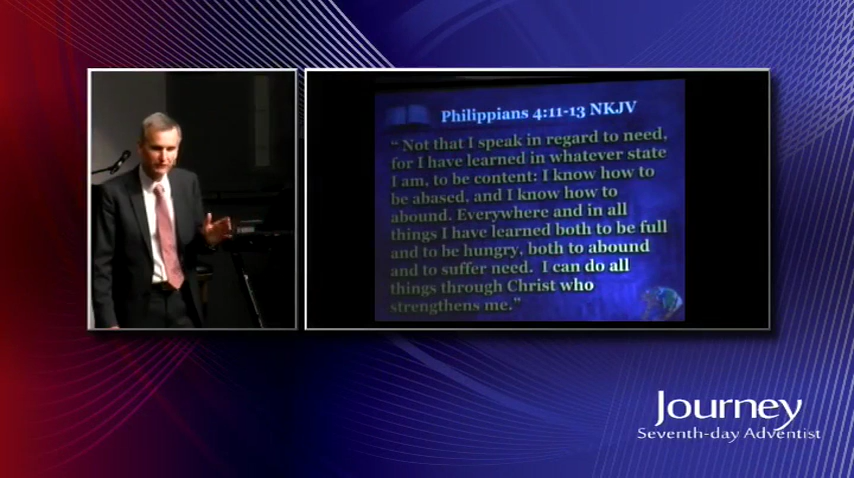 Philippians 4:11-13 NKJV
“ Not that I speak in regard to need,
for I have learned in whatever state
I am, to be content: I know how to
be abased, and I know how to
abound. Everywhere and in all
things I have learned both to be full
and to be hungry, both to abound
and to suffer need.  I can do all
things through Christ who
strengthens me.”
Journey
Seventh-day Adventist